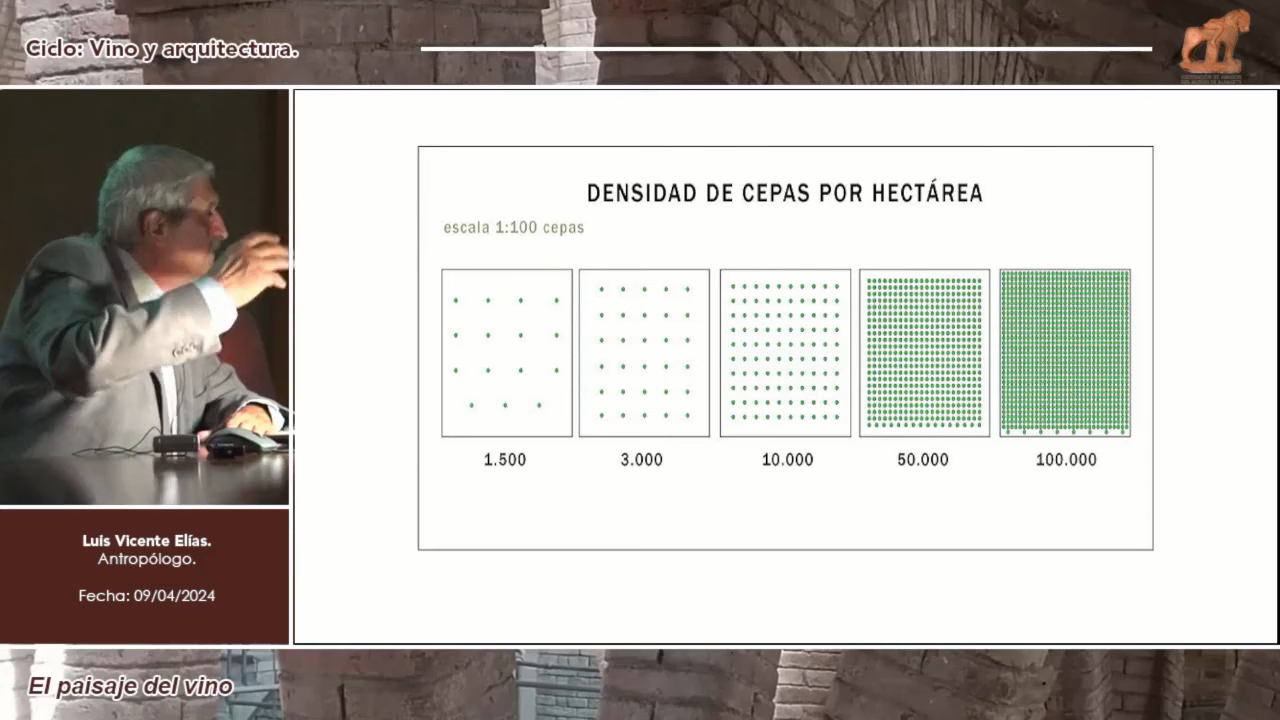 Ciclo: Vino y arquitectura.
DENSIDAD DE CEPAS POR HECTÁREA
escala 1:100 cepas
1.500
3.000
10.000
50.000
100.000
Luis Vicente Elías.
Antropólogo.
Fecha: 09/04/2024
El paisaje del vino